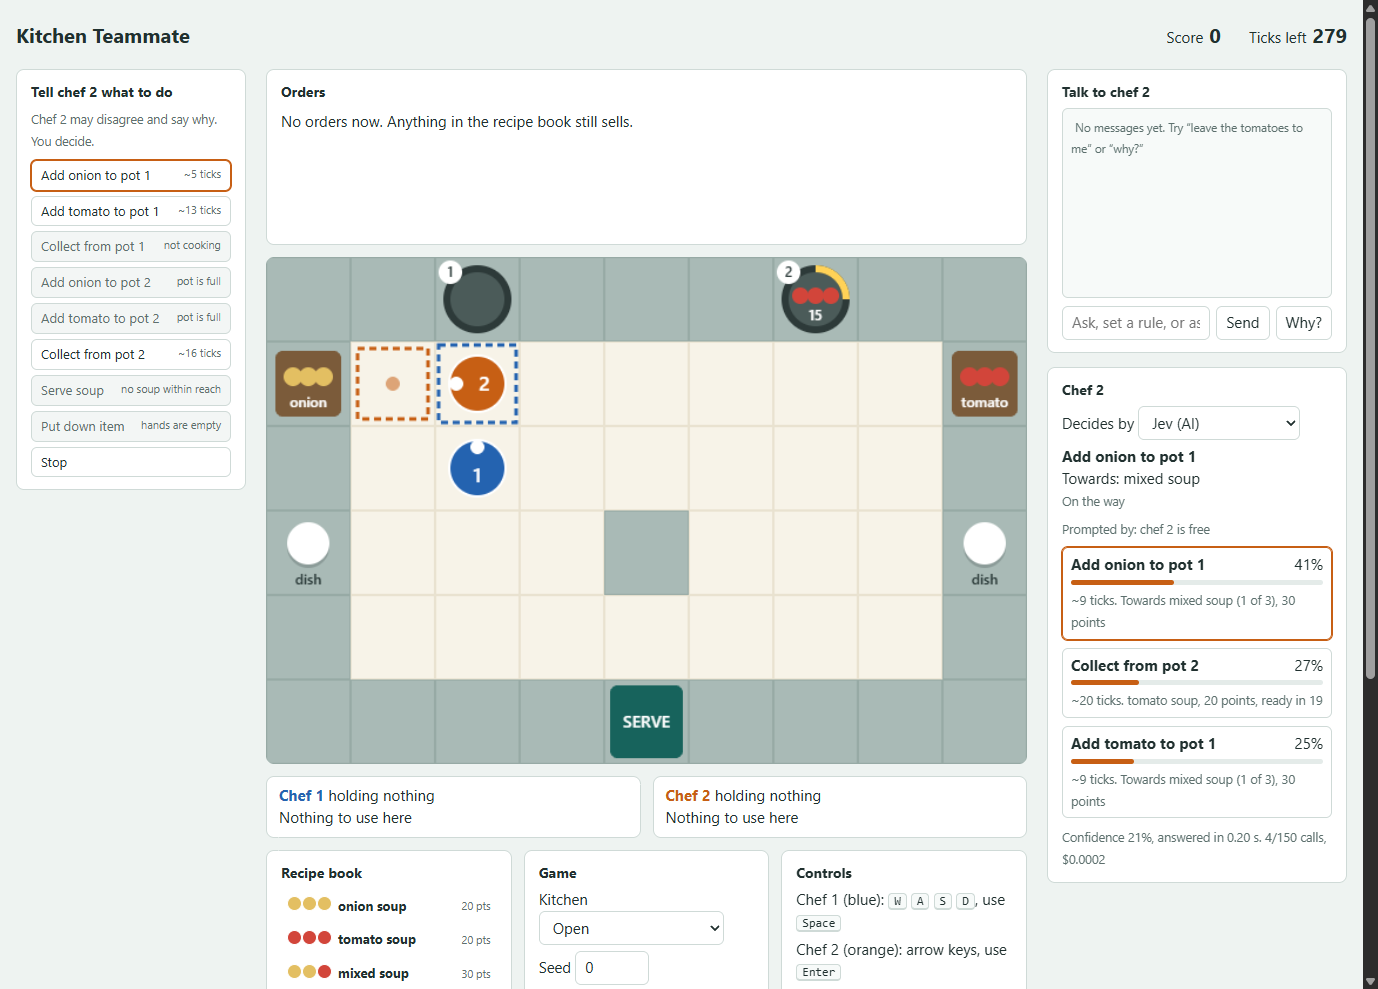 Kitchen Teammate
Score 0
Ticks left 279
Tell chef 2 what to do
Chef 2 may disagree and say why.
You decide.
Add onion to pot 1 ~5 ticks
Add tomato to pot 1 ~13 ticks
Collect from pot 1 not cooking
Add onion to pot 2 pot is full
Add tomato to pot 2 pot is full
Collect from pot 2 ~16 ticks
Serve soup no soup within reach
Put down item hands are empty
Stop
Orders
No orders now. Anything in the recipe book still sells.
1
2
15
onion
2
tomato
1
dish
dish
SERVE
Chef 1 holding nothing
Nothing to use here
Chef 2 holding nothing
Nothing to use here
Recipe book
onion soup 20 pts
tomato soup 20 pts
mixed soup 30 pts
Game
Kitchen
Open
Seed 0
Controls
Chef 1 (blue): W A S D, use
Space
Chef 2 (orange): arrow keys, use
Enter
Talk to chef 2
No messages yet. Try “leave the tomatoes to
me” or “why?”
Ask, set a rule, or as
Send
Why?
Chef 2
Decides by Jev (AI)
Add onion to pot 1
Towards: mixed soup
On the way
Prompted by: chef 2 is free
Add onion to pot 1 41%
~9 ticks. Towards mixed soup (1 of 3), 30
points
Collect from pot 2 27%
~20 ticks. tomato soup, 20 points, ready in 19
Add tomato to pot 1 25%
~9 ticks. Towards mixed soup (1 of 3), 30
points
Confidence 21%, answered in 0.20 s. 4/150 calls,
$0.0002